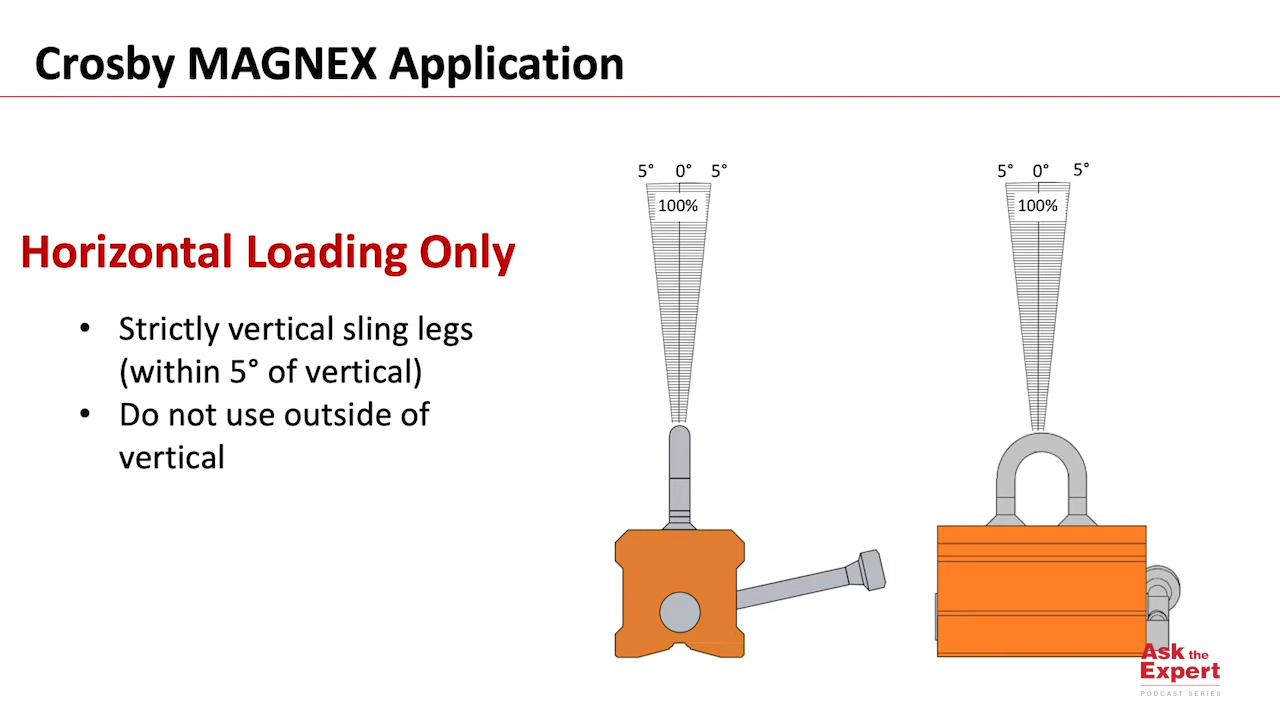 Crosby MAGNEX Application
Horizontal Loading Only
• Strictly vertical sling legs
(within 5° of vertical)
• Do not use outside of
vertical
5° 0° 5°
100%
5° 0° 5°
100%
Ask the
Expert
PODCAST SERIES